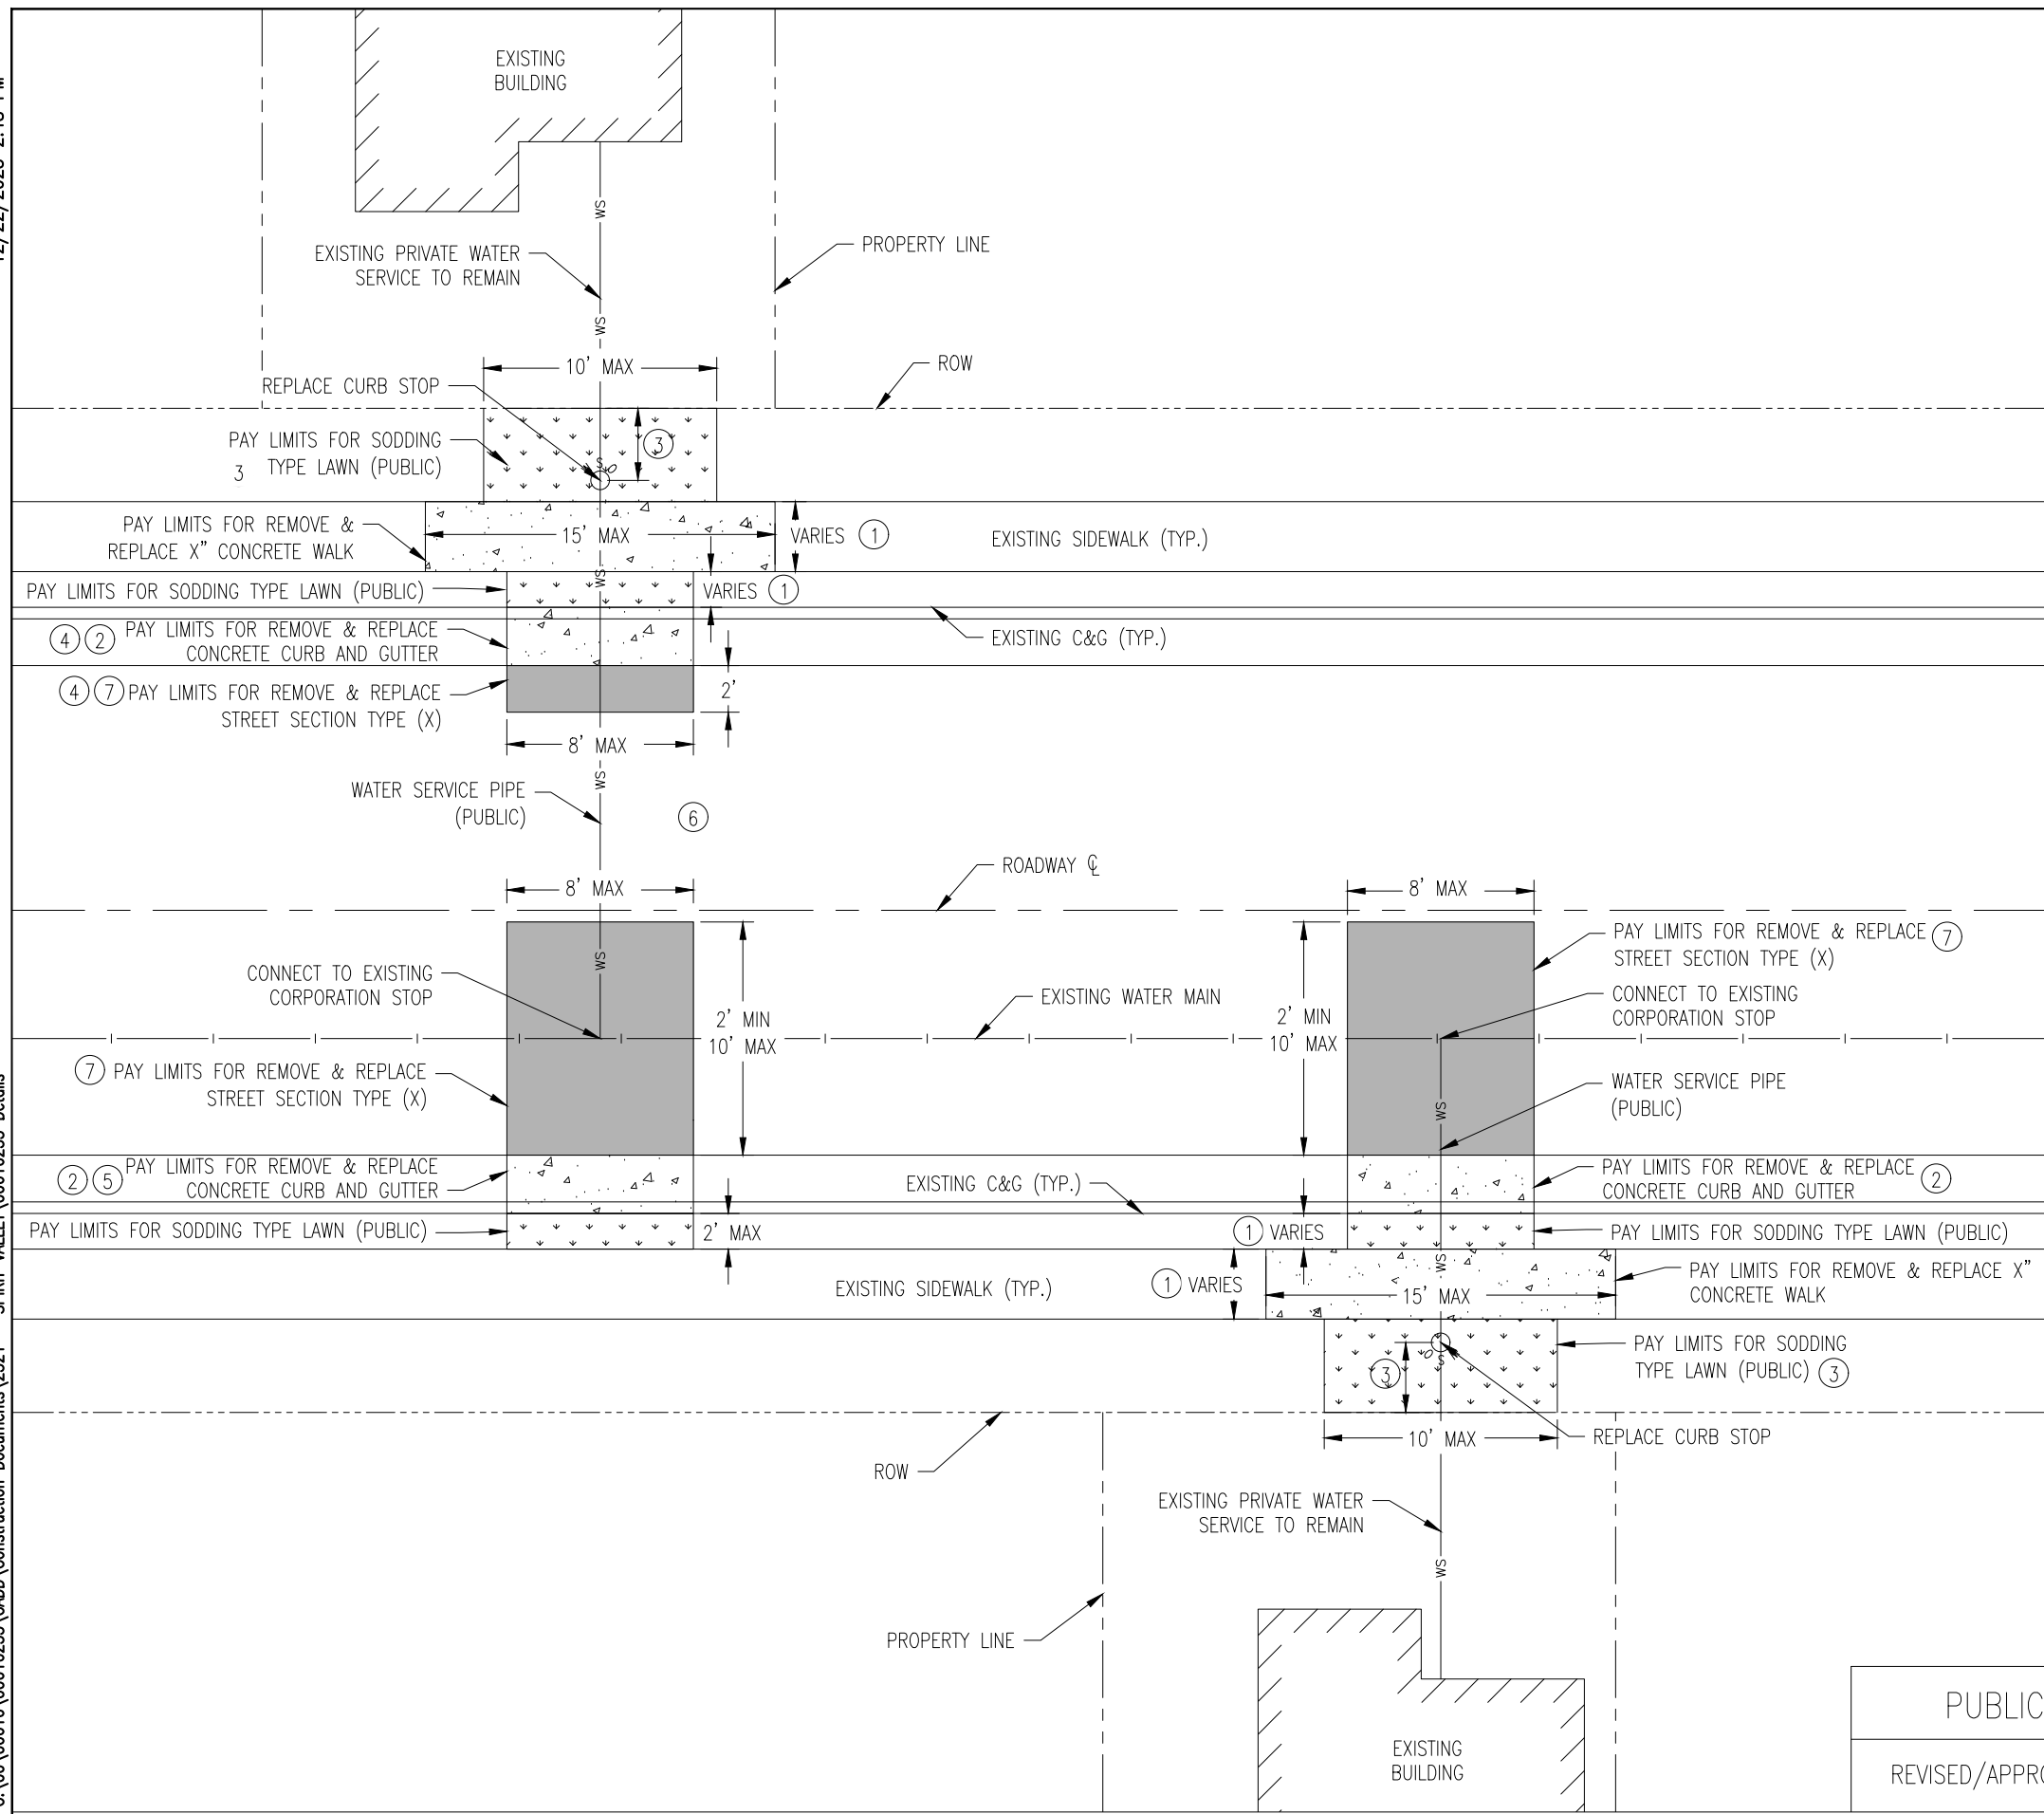 EXISTING
BUILDING
WS
EXISTING PRIVATE WATER
SERVICE TO REMAIN
PROPERTY LINE
WS
10' MAX
ROW
REPLACE CURB STOP
PAY LIMITS FOR SODDING
3 TYPE LAWN (PUBLIC)
3
PAY LIMITS FOR REMOVE &
REPLACE X" CONCRETE WALK
15' MAX
VARIES 1
EXISTING SIDEWALK (TYP.)
PAY LIMITS FOR SODDING TYPE LAWN (PUBLIC)
WS
VARIES 1
4 2 PAY LIMITS FOR REMOVE & REPLACE
CONCRETE CURB AND GUTTER
EXISTING C&G (TYP.)
4 7 PAY LIMITS FOR REMOVE & REPLACE
STREET SECTION TYPE (X)
2'
8' MAX
WS
WATER SERVICE PIPE
(PUBLIC)
6
ROADWAY ℄
8' MAX
8' MAX
PAY LIMITS FOR REMOVE & REPLACE 7
STREET SECTION TYPE (X)
WS
CONNECT TO EXISTING
CORPORATION STOP
EXISTING WATER MAIN
CONNECT TO EXISTING
CORPORATION STOP
2' MIN
10' MAX
2' MIN
10' MAX
7 PAY LIMITS FOR REMOVE & REPLACE
STREET SECTION TYPE (X)
WS
WATER SERVICE PIPE
(PUBLIC)
2 5 PAY LIMITS FOR REMOVE & REPLACE
CONCRETE CURB AND GUTTER
EXISTING C&G (TYP.)
PAY LIMITS FOR REMOVE & REPLACE 2
CONCRETE CURB AND GUTTER
PAY LIMITS FOR SODDING TYPE LAWN (PUBLIC)
2' MAX
1 VARIES
PAY LIMITS FOR SODDING TYPE LAWN (PUBLIC)
EXISTING SIDEWALK (TYP.)
1 VARIES
WS
15' MAX
PAY LIMITS FOR REMOVE & REPLACE X"
CONCRETE WALK
3
PAY LIMITS FOR SODDING
TYPE LAWN (PUBLIC) 3
10' MAX
REPLACE CURB STOP
ROW
EXISTING PRIVATE WATER
SERVICE TO REMAIN
WS
PROPERTY LINE
EXISTING
BUILDING
PUBLIC